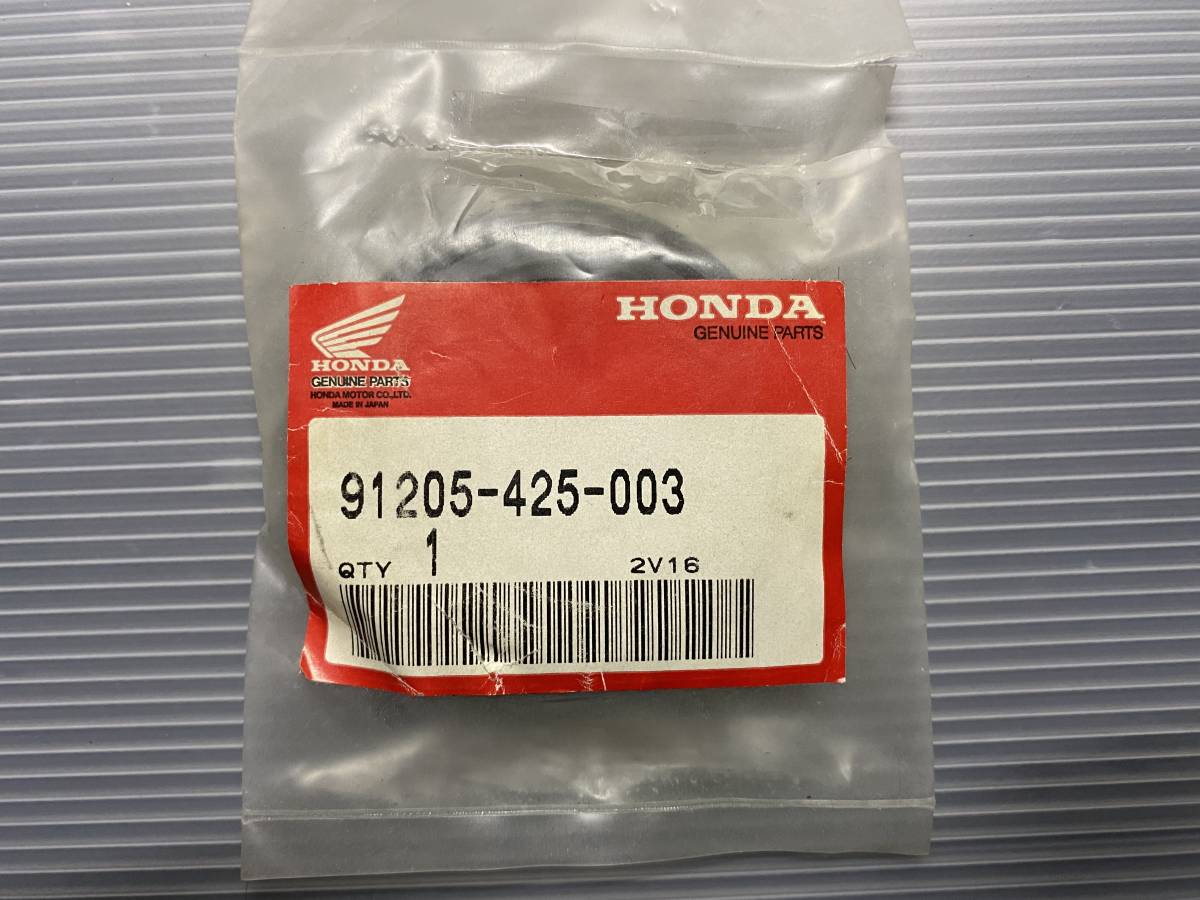 HONDA
GENUINE PARTS
HONDA
GENUINE PARTS
HONDA MOTOR CO.,LTD.
MADE IN JAPAN
91205-425-003
QTY 1 2V16